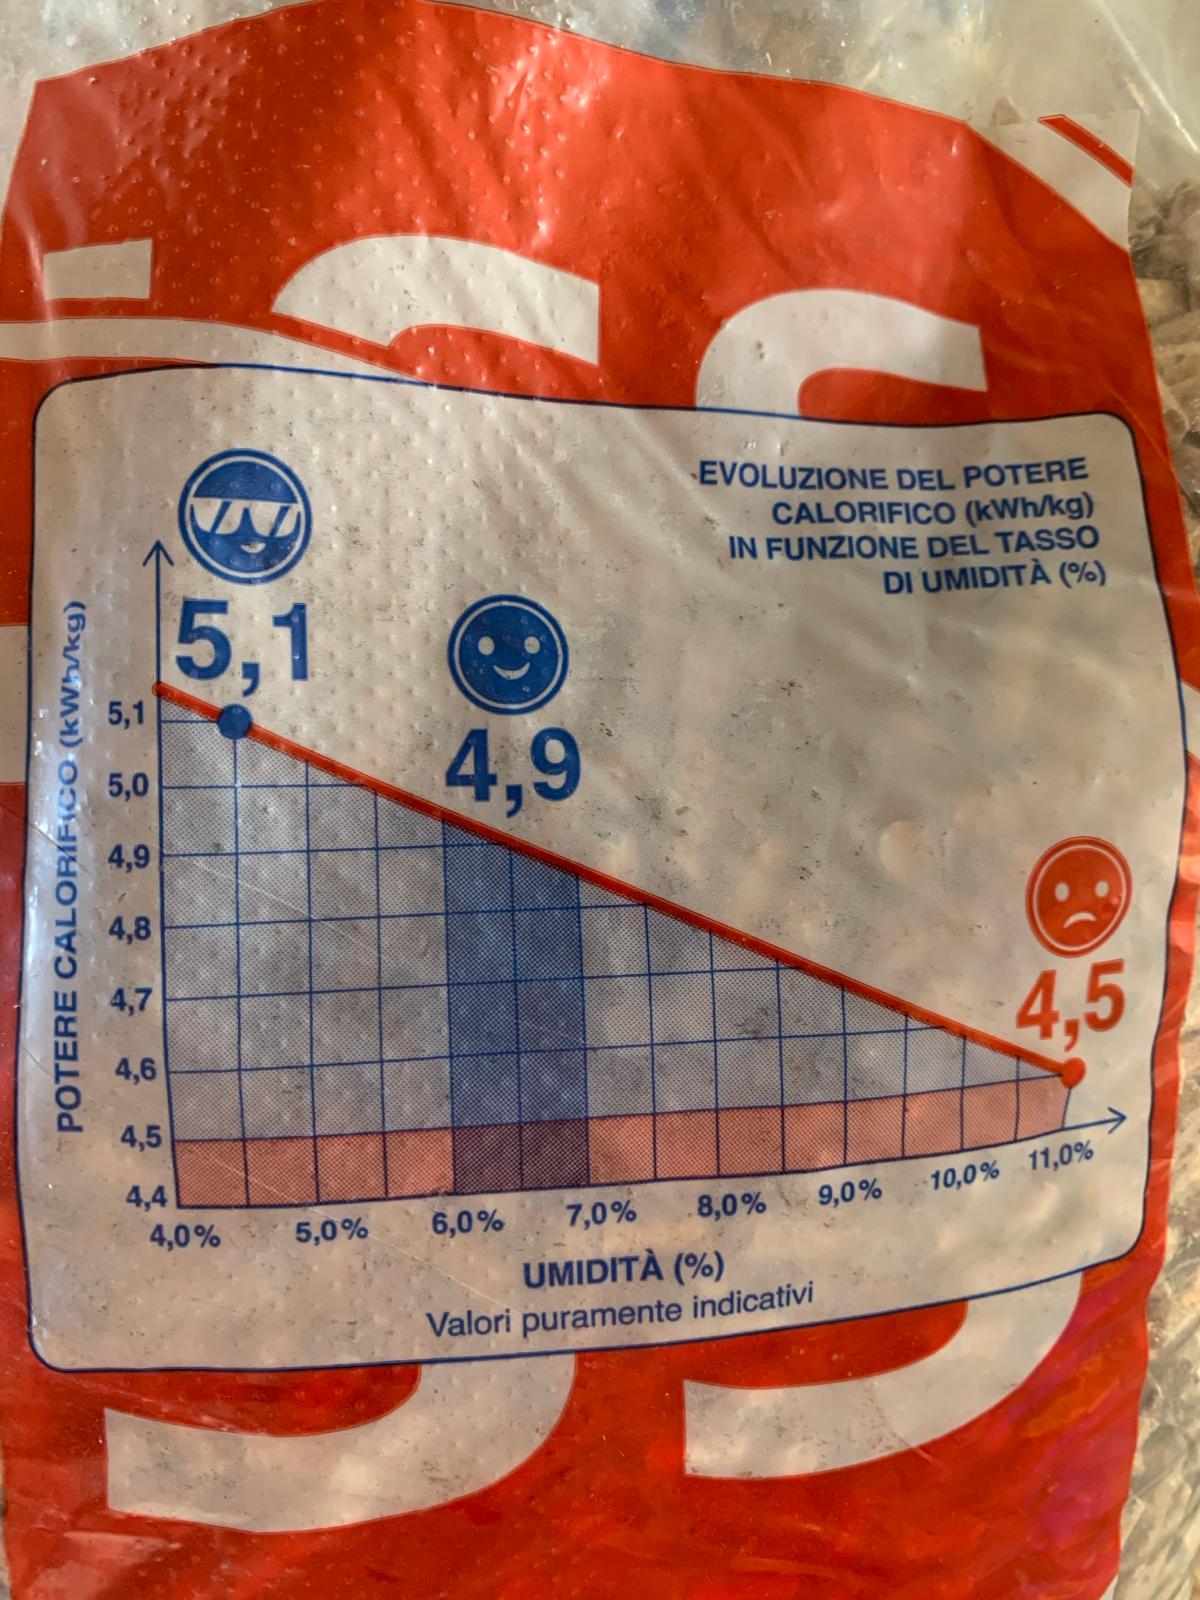 EVOLUZIONE DEL POTERE
CALORIFICO (kWh/kg)
IN FUNZIONE DEL TASSO
DI UMIDITÀ (%)
5,1
4,9
4,5
POTERE CALORIFICO (kWh/kg)
5,1
5,0
4,9
4,8
4,7
4,6
4,5
4,4
4,0% 5,0% 6,0% 7,0% 8,0% 9,0% 10,0% 11,0%
UMIDITÀ (%)
Valori puramente indicativi